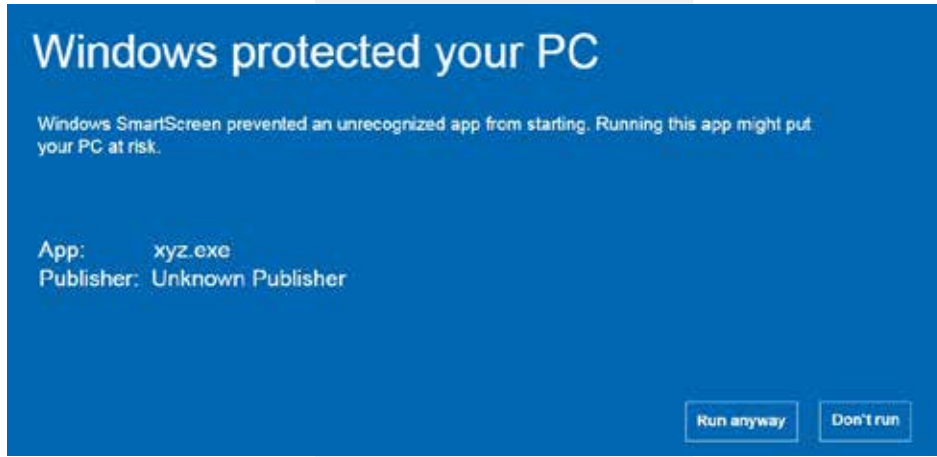 Windows protected your PC
Windows SmartScreen prevented an unrecognized app from starting. Running this app might put
your PC at risk.
App: xyz.exe
Publisher: Unknown Publisher
Run anyway
Don't run